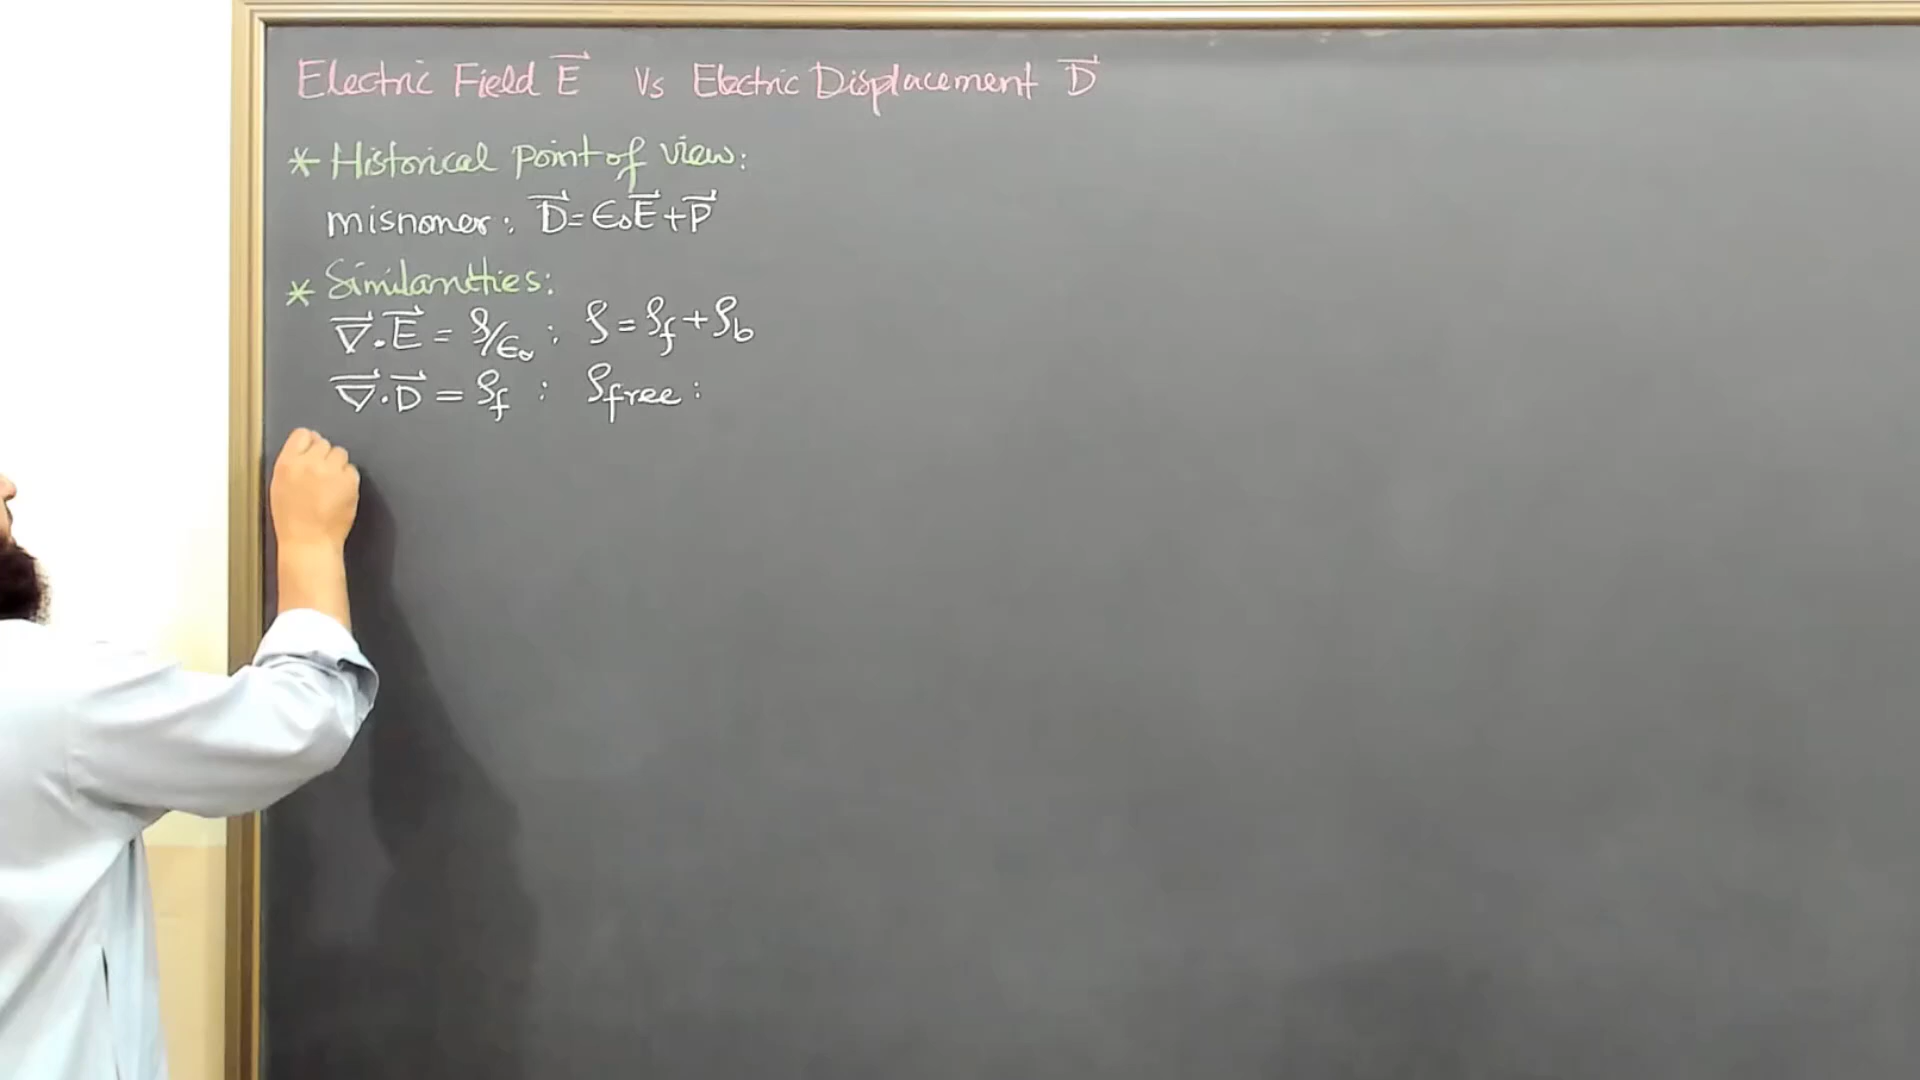 Electric Field E⃗ Vs Electric Displacement D⃗
* Historical point of view:
misnomer: D⃗=ϵ₀E⃗+P⃗
* Similarities:
∇⃗.E⃗ = ρ/ϵ₀ : ρ = ρf+ρb
∇⃗.D⃗ = ρf : ρfree :